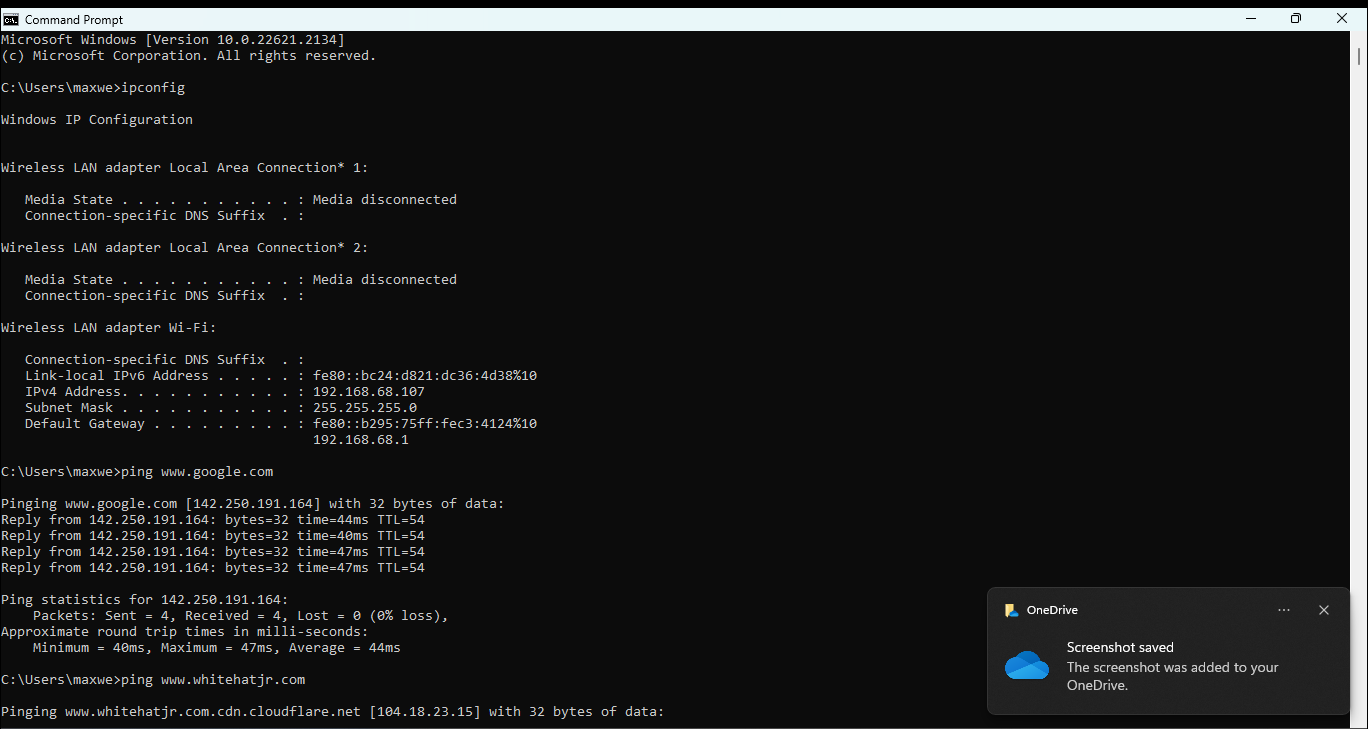 Command Prompt
Microsoft Windows [Version 10.0.22621.2134]
(c) Microsoft Corporation. All rights reserved.
C:\Users\maxwe>ipconfig
Windows IP Configuration
Wireless LAN adapter Local Area Connection* 1:
Media State . . . . . . . . . . . : Media disconnected
Connection-specific DNS Suffix  . :
Wireless LAN adapter Local Area Connection* 2:
Media State . . . . . . . . . . . : Media disconnected
Connection-specific DNS Suffix  . :
Wireless LAN adapter Wi-Fi:
Connection-specific DNS Suffix  . :
Link-local IPv6 Address . . . . . : fe80::bc24:d821:dc36:4d38%10
IPv4 Address. . . . . . . . . . . : 192.168.68.107
Subnet Mask . . . . . . . . . . . : 255.255.255.0
Default Gateway . . . . . . . . . : fe80::b295:75ff:fec3:4124%10
192.168.68.1
C:\Users\maxwe>ping www.google.com
Pinging www.google.com [142.250.191.164] with 32 bytes of data:
Reply from 142.250.191.164: bytes=32 time=44ms TTL=54
Reply from 142.250.191.164: bytes=32 time=40ms TTL=54
Reply from 142.250.191.164: bytes=32 time=47ms TTL=54
Reply from 142.250.191.164: bytes=32 time=47ms TTL=54
Ping statistics for 142.250.191.164:
Packets: Sent = 4, Received = 4, Lost = 0 (0% loss),
Approximate round trip times in milli-seconds:
Minimum = 40ms, Maximum = 47ms, Average = 44ms
C:\Users\maxwe>ping www.whitehatjr.com
Pinging www.whitehatjr.com.cdn.cloudflare.net [104.18.23.15] with 32 bytes of data:
OneDrive
Screenshot saved
The screenshot was added to your
OneDrive.